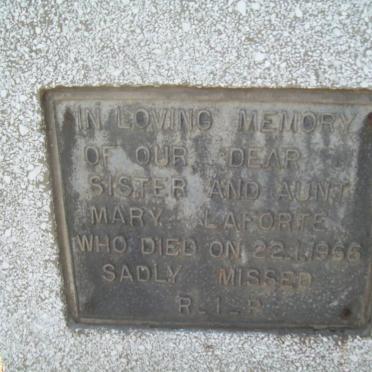 IN LOVING MEMORY
OF OUR DEAR
SISTER AND AUNT
MARY LAPORTE
WHO DIED ON 22.1.1966
SADLY MISSED
R-I-P